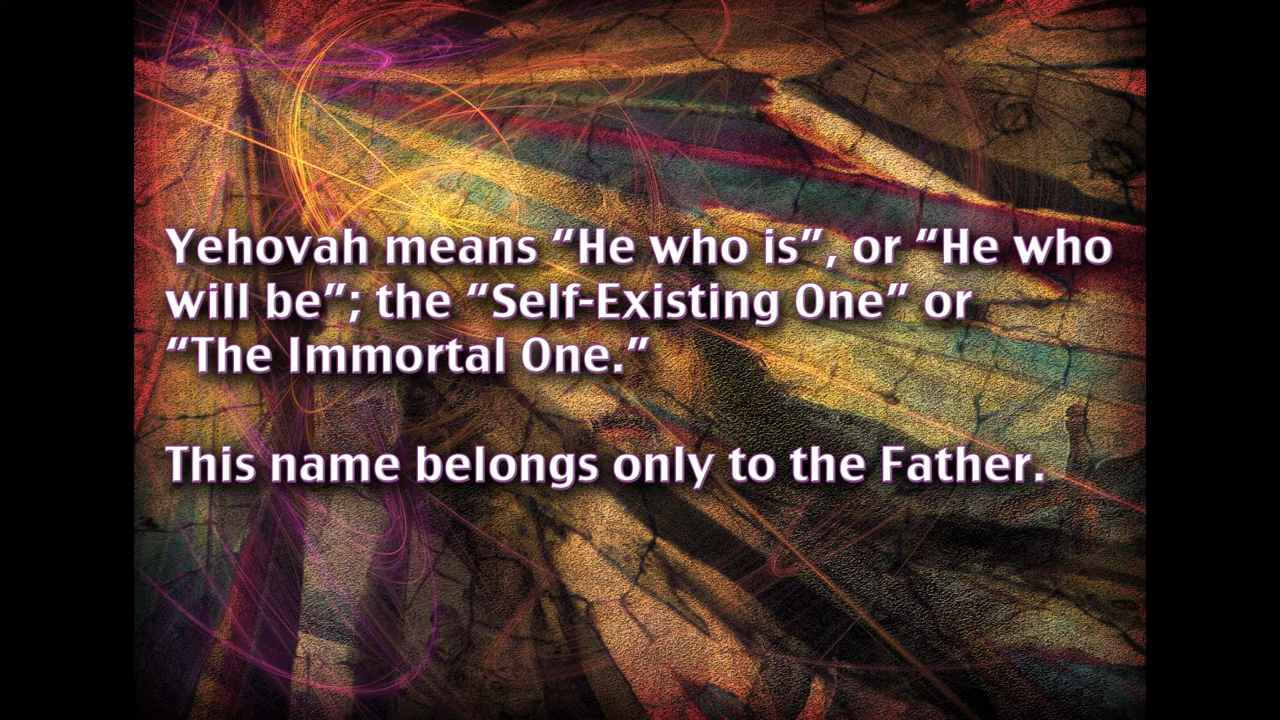 Yehovah means “He who is”, or “He who
will be”; the “Self-Existing One” or
“The Immortal One.”
This name belongs only to the Father.